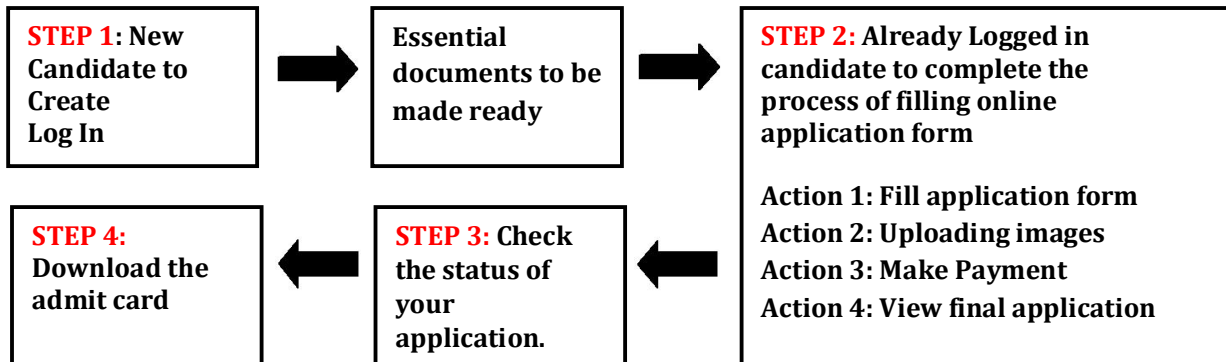 STEP 1: New
Candidate to
Create
Log In
Essential
documents to be
made ready
STEP 2: Already Logged in
candidate to complete the
process of filling online
application form
Action 1: Fill application form
Action 2: Uploading images
Action 3: Make Payment
Action 4: View final application
STEP 3: Check
the status of
your
application.
STEP 4:
Download the
admit card